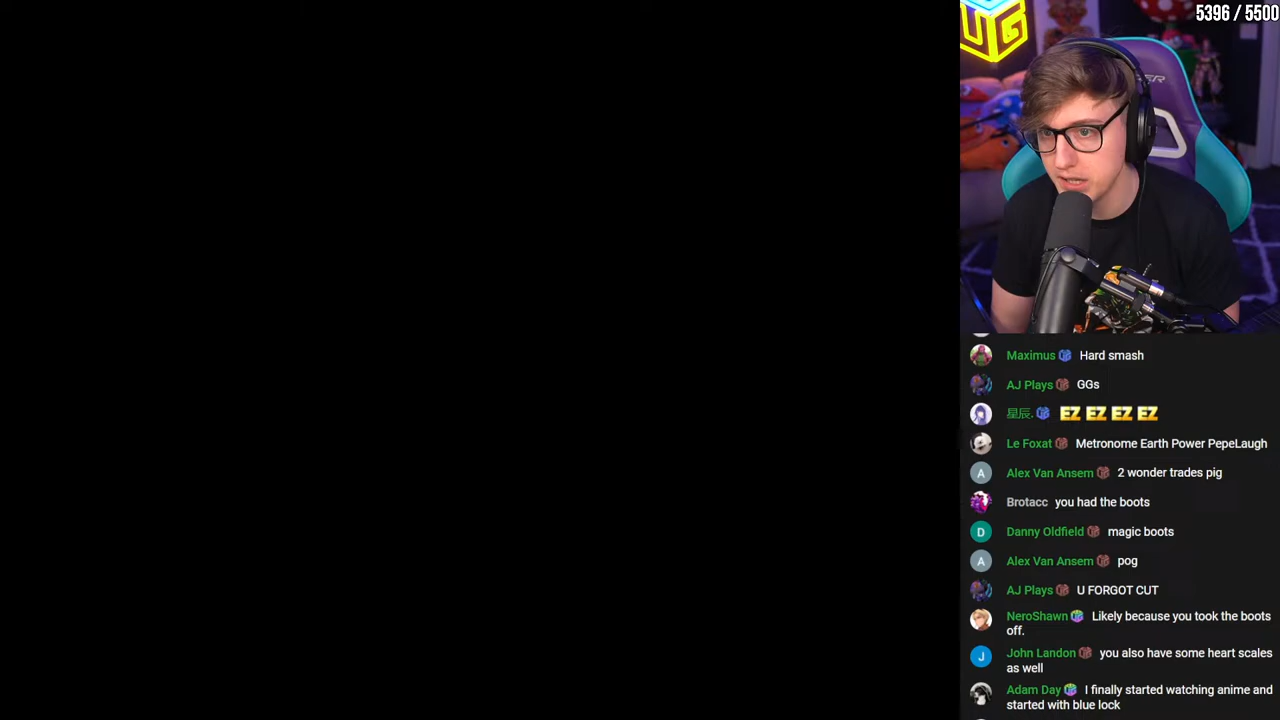 5396 / 5500
UG
Maximus Hard smash
AJ Plays GGs
星辰. EZ EZ EZ EZ
Le Foxat Metronome Earth Power PepeLaugh
A Alex Van Ansem 2 wonder trades pig
Brotacc you had the boots
D Danny Oldfield magic boots
A Alex Van Ansem pog
AJ Plays U FORGOT CUT
NeroShawn Likely because you took the boots
off.
J John Landon you also have some heart scales
as well
Adam Day I finally started watching anime and
started with blue lock